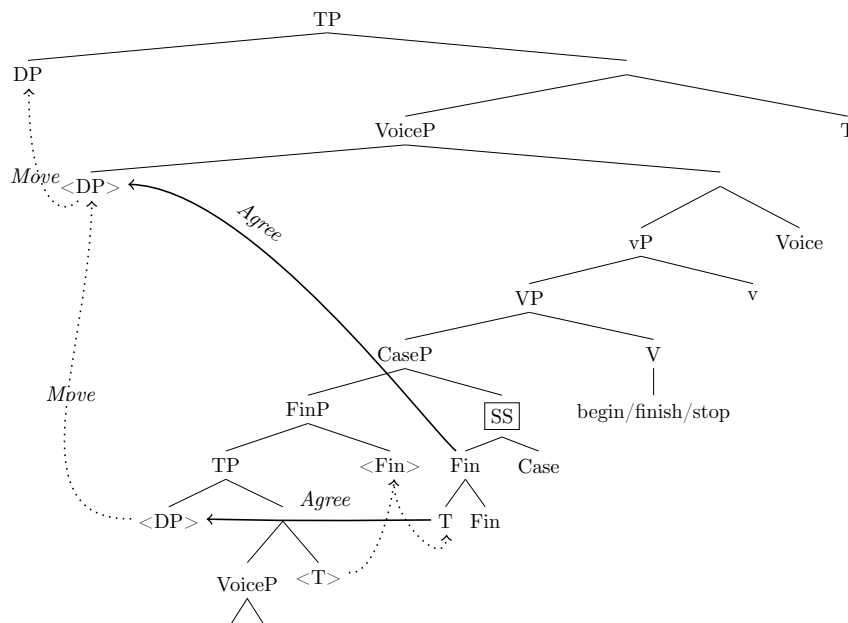 TP
DP
VoiceP
T
Move
<DP>
Agree
vP
Voice
VP
v
CaseP
V
Move
FinP
SS
begin/finish/stop
TP
<Fin>
Fin
Case
<DP>
Agree
T
Fin
VoiceP
<T>